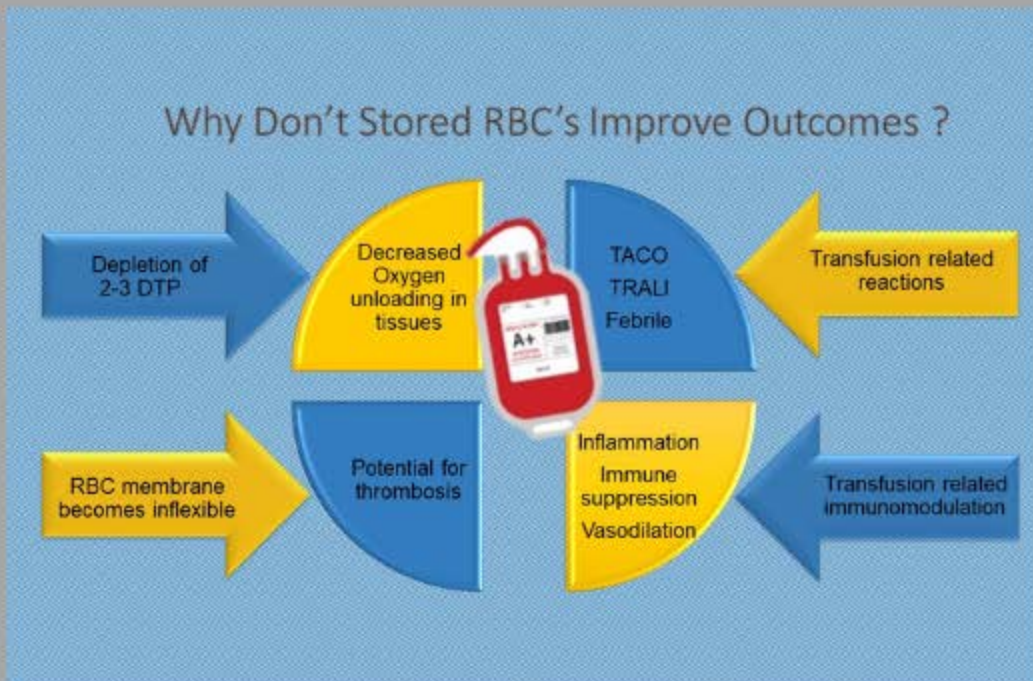 Why Don't Stored RBC's Improve Outcomes ?
Depletion of
2-3 DTP
Decreased
Oxygen
unloading in
tissues
TACO
TRALI
Febrile
Transfusion related
reactions
A+
RBC membrane
becomes inflexible
Potential for
thrombosis
Inflammation
Immune
suppression
Vasodilation
Transfusion related
immunomodulation